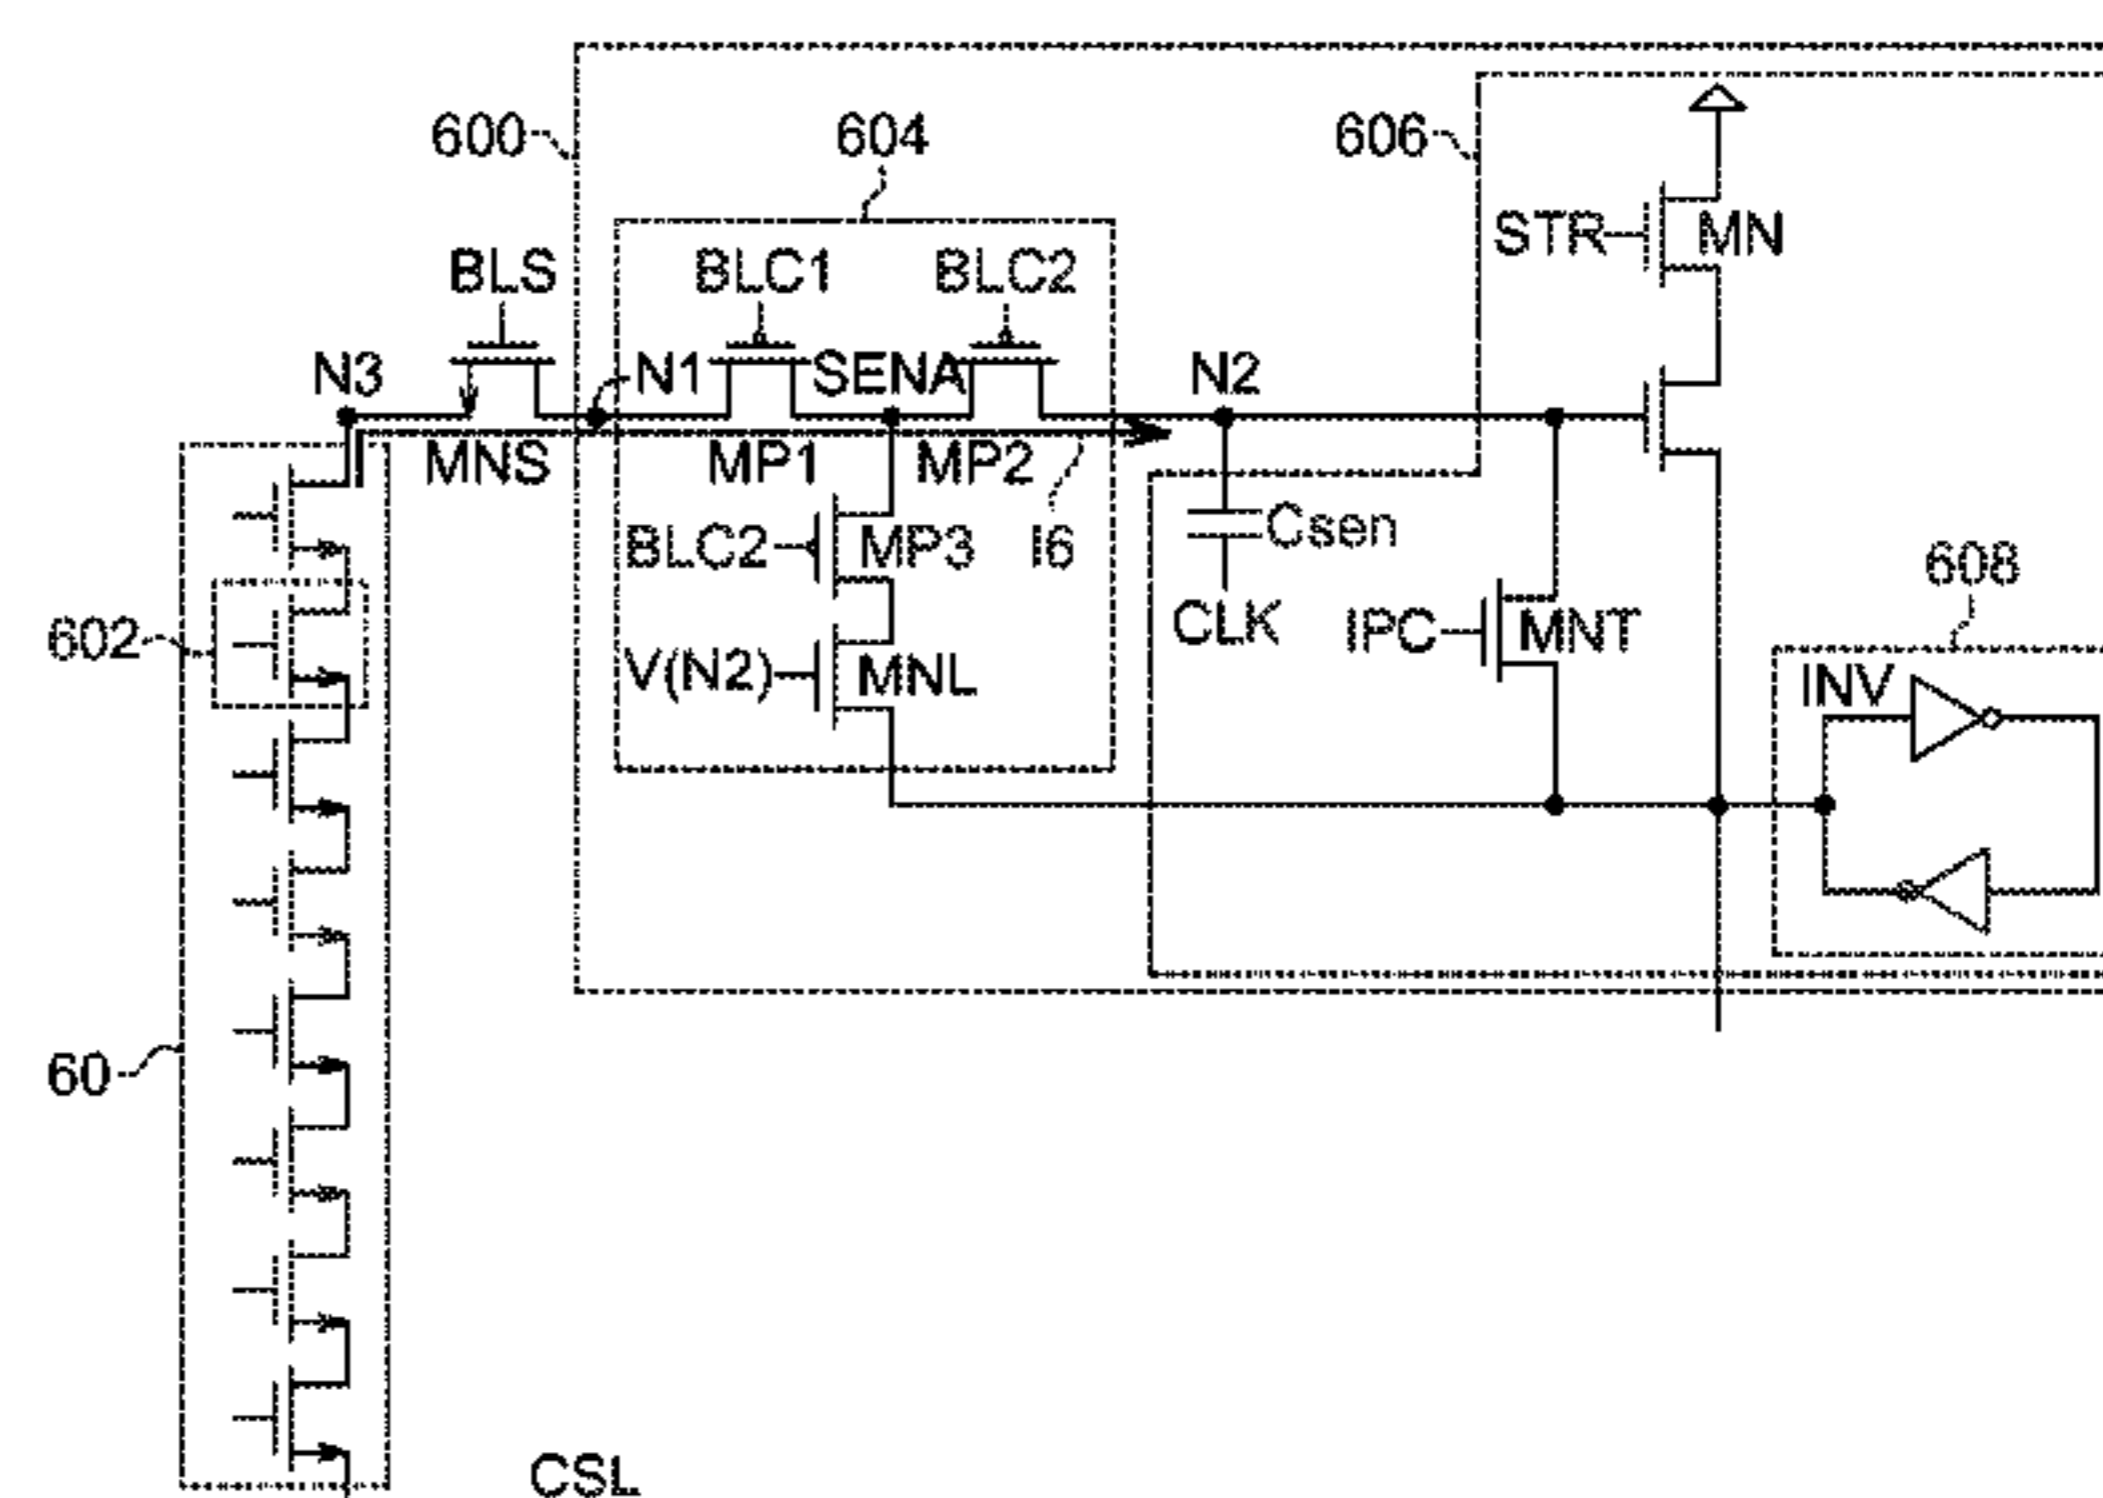 600
604
606
STR
MN
BLS
BLC1
BLC2
N3
N1
SENA
N2
MNS
MP1
MP2
BLC2
MP3
I6
Csen
608
602
CLK
IPC
MNT
V(N2)
MNL
INV
60
CSL